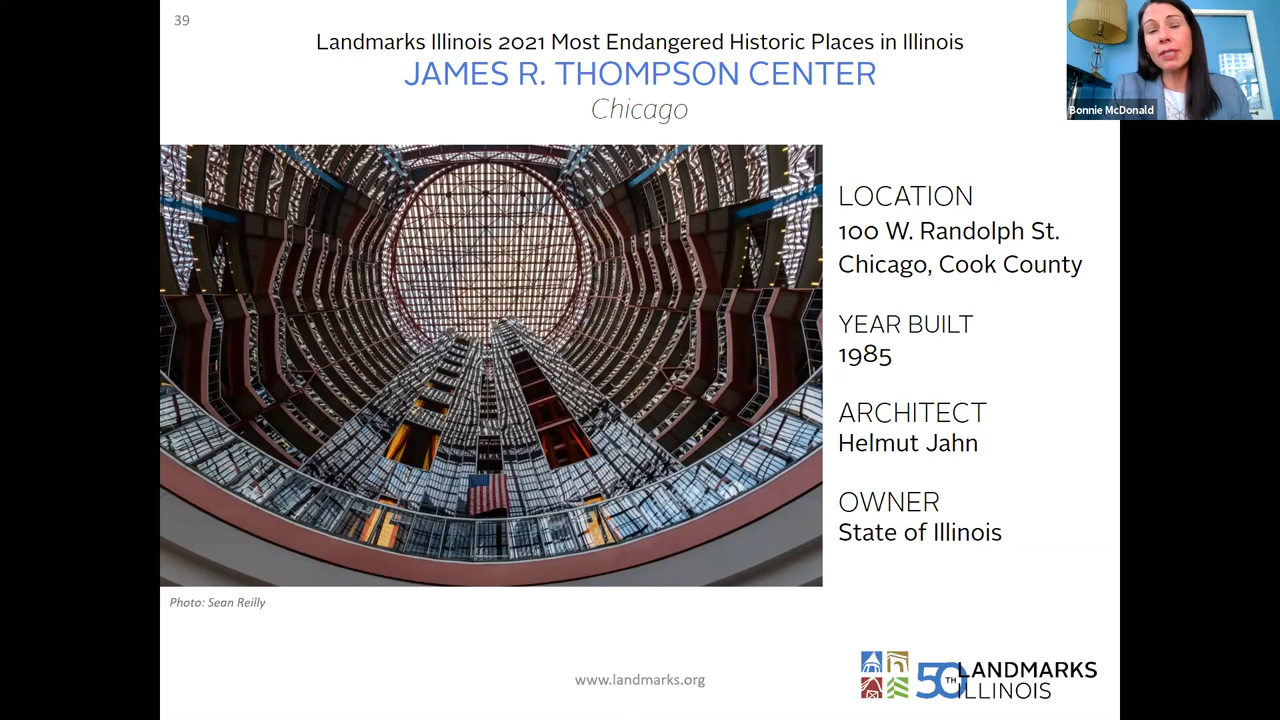 39
Landmarks Illinois 2021 Most Endangered Historic Places in Illinois
JAMES R. THOMPSON CENTER
Chicago
Bonnie McDonald
LOCATION
100 W. Randolph St.
Chicago, Cook County
YEAR BUILT
1985
ARCHITECT
Helmut Jahn
OWNER
State of Illinois
Photo: Sean Reilly
www.landmarks.org
50TH LANDMARKS
ILLINOIS